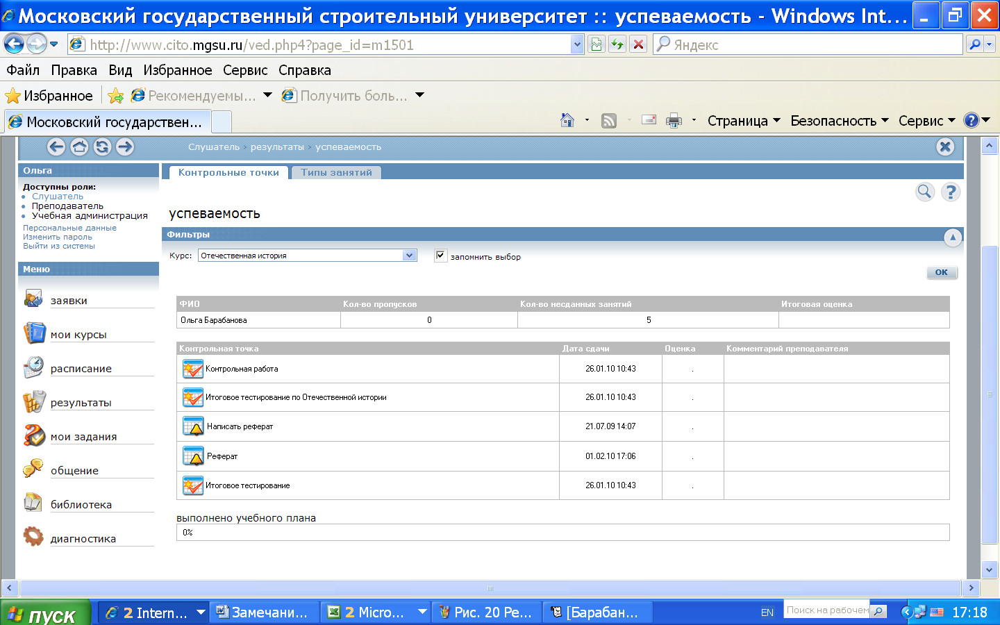 Московский государственный строительный университет :: успеваемость - Windows Int...
http://www.cito.mgsu.ru/ved.php4?page_id=m1501
Яндекс
Файл Правка Вид Избранное Сервис Справка
Избранное Рекомендуемы... Получить боль...
Московский государствен... Страница Безопасность Сервис
Слушатель › результаты › успеваемость
Ольга
Контрольные точки Типы занятий
Доступны роли:
Слушатель
Преподаватель
Учебная администрация
Персональные данные
Изменить пароль
Выйти из системы
успеваемость
Фильтры
Курс: Отечественная история запомнить выбор
ОК
Меню
заявки
мои курсы
расписание
результаты
мои задания
общение
библиотека
диагностика
ФИО Кол-во пропусков Кол-во несданных занятий Итоговая оценка
Ольга Барабанова 0 5
Контрольная точка Дата сдачи Оценка Комментарий преподавателя
Контрольная работа 26.01.10 10:43 .
Итоговое тестирование по Отечественной истории 26.01.10 10:43 .
Написать реферат 21.07.09 14:07 .
Реферат 01.02.10 17:06 .
Итоговое тестирование 26.01.10 10:43 .
выполнено учебного плана
0%
пуск 2 Intern... Замечани... 2 Micro... Рис. 20 Ре... [Барабан... EN Поиск на рабочем 17:18